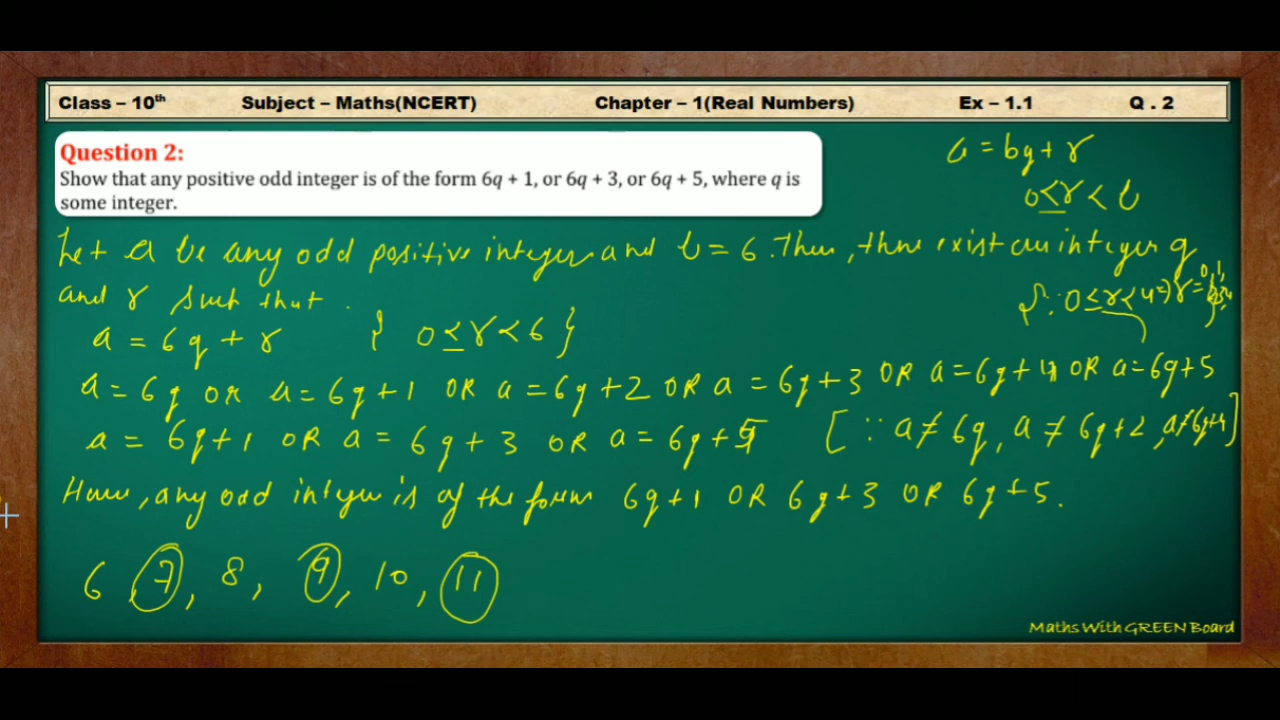 Class – 10th Subject – Maths(NCERT) Chapter – 1(Real Numbers) Ex – 1.1 Q . 2
Question 2:
Show that any positive odd integer is of the form 6q + 1, or 6q + 3, or 6q + 5, where q is
some integer.
a = bq + r
0 ≤ r < b
Let a be any odd positive integer and b = 6. Then, there exist an integer q
and r such that
a = 6q + r { 0 ≤ r < 6 }
a = 6q or a = 6q + 1 OR a = 6q + 2 OR a = 6q + 3 OR a = 6q + 4 OR a = 6q + 5
a = 6q + 1 OR a = 6q + 3 OR a = 6q + 5 [ ∵ a ≠ 6q, a ≠ 6q + 2, a ≠ 6q + 4 ]
Hence, any odd integer is of the form 6q + 1 OR 6q + 3 OR 6q + 5.
6 7, 8, 9, 10, 11
Maths With GREEN Board